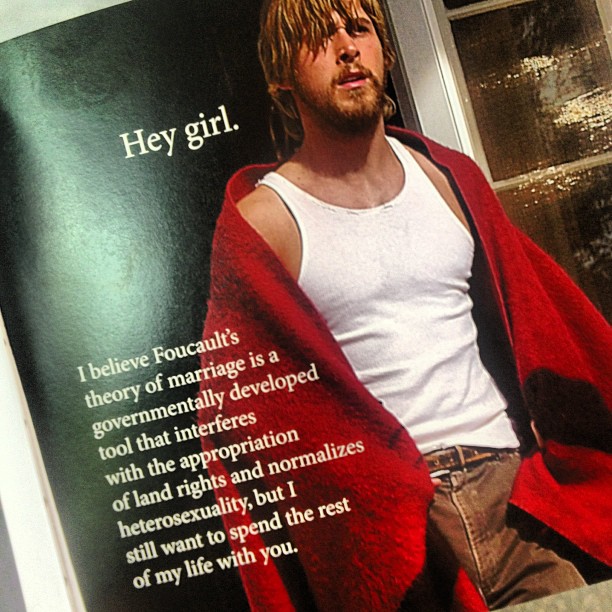 Hey girl.
I believe Foucault's
theory of marriage is a
governmentally developed
tool that interferes
with the appropriation
of land rights and normalizes
heterosexuality, but I
still want to spend the rest
of my life with you.